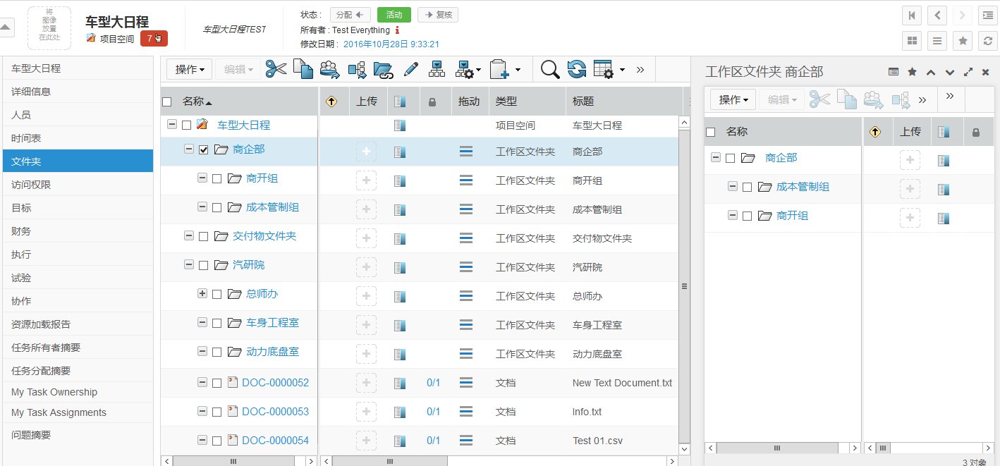 将
图像
放置
在此处
车型大日程
项目空间 7
车型大日程TEST
状态 : 分配 活动 复核
所有者 : Test Everything
修改日期 : 2016年10月28日 9:33:21
车型大日程
详细信息
人员
时间表
文件夹
访问权限
目标
财务
执行
试验
协作
资源加载报告
任务所有者摘要
任务分配摘要
My Task Ownership
My Task Assignments
问题摘要
操作 编辑 »
名称 上传 拖动 类型 标题
车型大日程 项目空间 车型大日程
商企部 工作区文件夹 商企部
商开组 工作区文件夹 商开组
成本管制组 工作区文件夹 成本管制组
交付物文件夹 工作区文件夹 交付物文件夹
汽研院 工作区文件夹 汽研院
总师办 工作区文件夹 总师办
车身工程室 工作区文件夹 车身工程室
动力底盘室 工作区文件夹 动力底盘室
DOC-0000052 0/1 文档 New Text Document.txt
DOC-0000053 0/1 文档 Info.txt
DOC-0000054 0/1 文档 Test 01.csv
工作区文件夹 商企部
操作 编辑 » »
名称 上传
商企部
成本管制组
商开组
3 对象